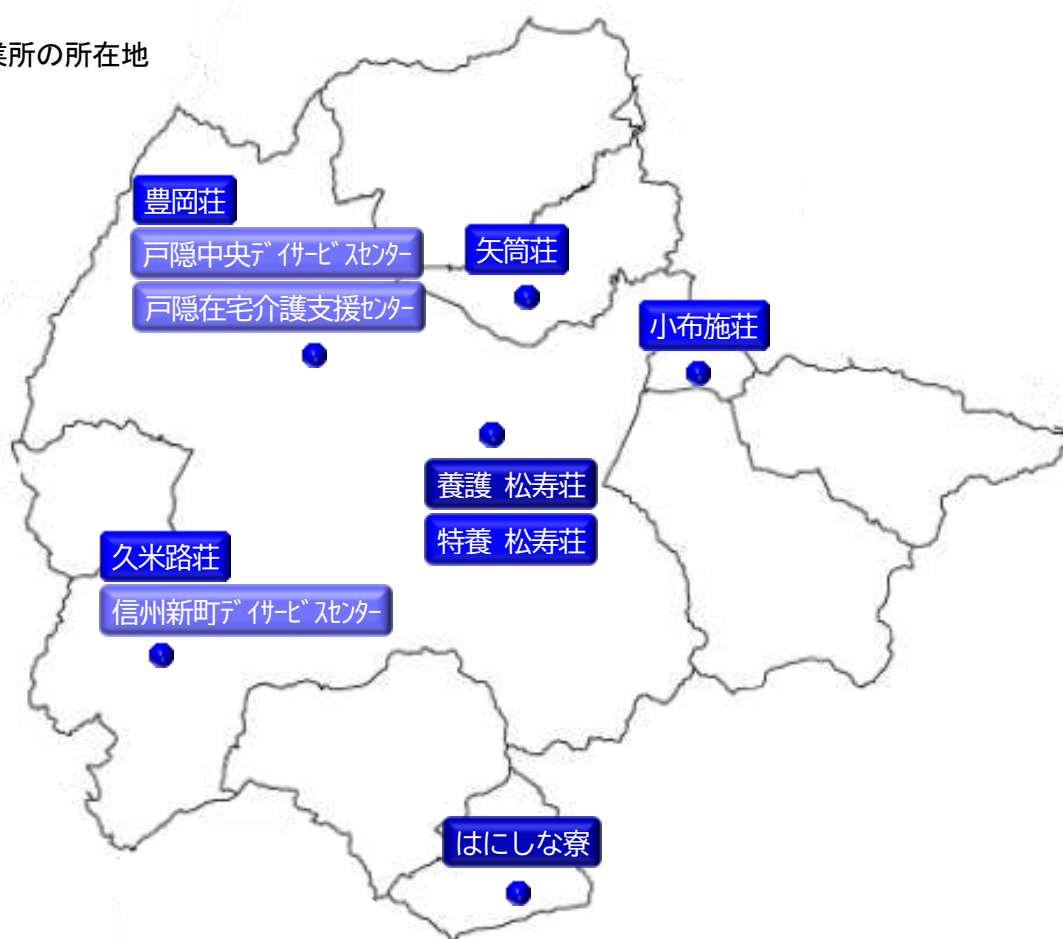 業所の所在地
豊岡荘
戸隠中央ﾃﾞｲｻｰﾋﾞｽｾﾝﾀｰ
戸隠在宅介護支援ｾﾝﾀｰ
矢筒荘
小布施荘
養護 松寿荘
特養 松寿荘
久米路荘
信州新町ﾃﾞｲｻｰﾋﾞｽｾﾝﾀｰ
はにしな寮